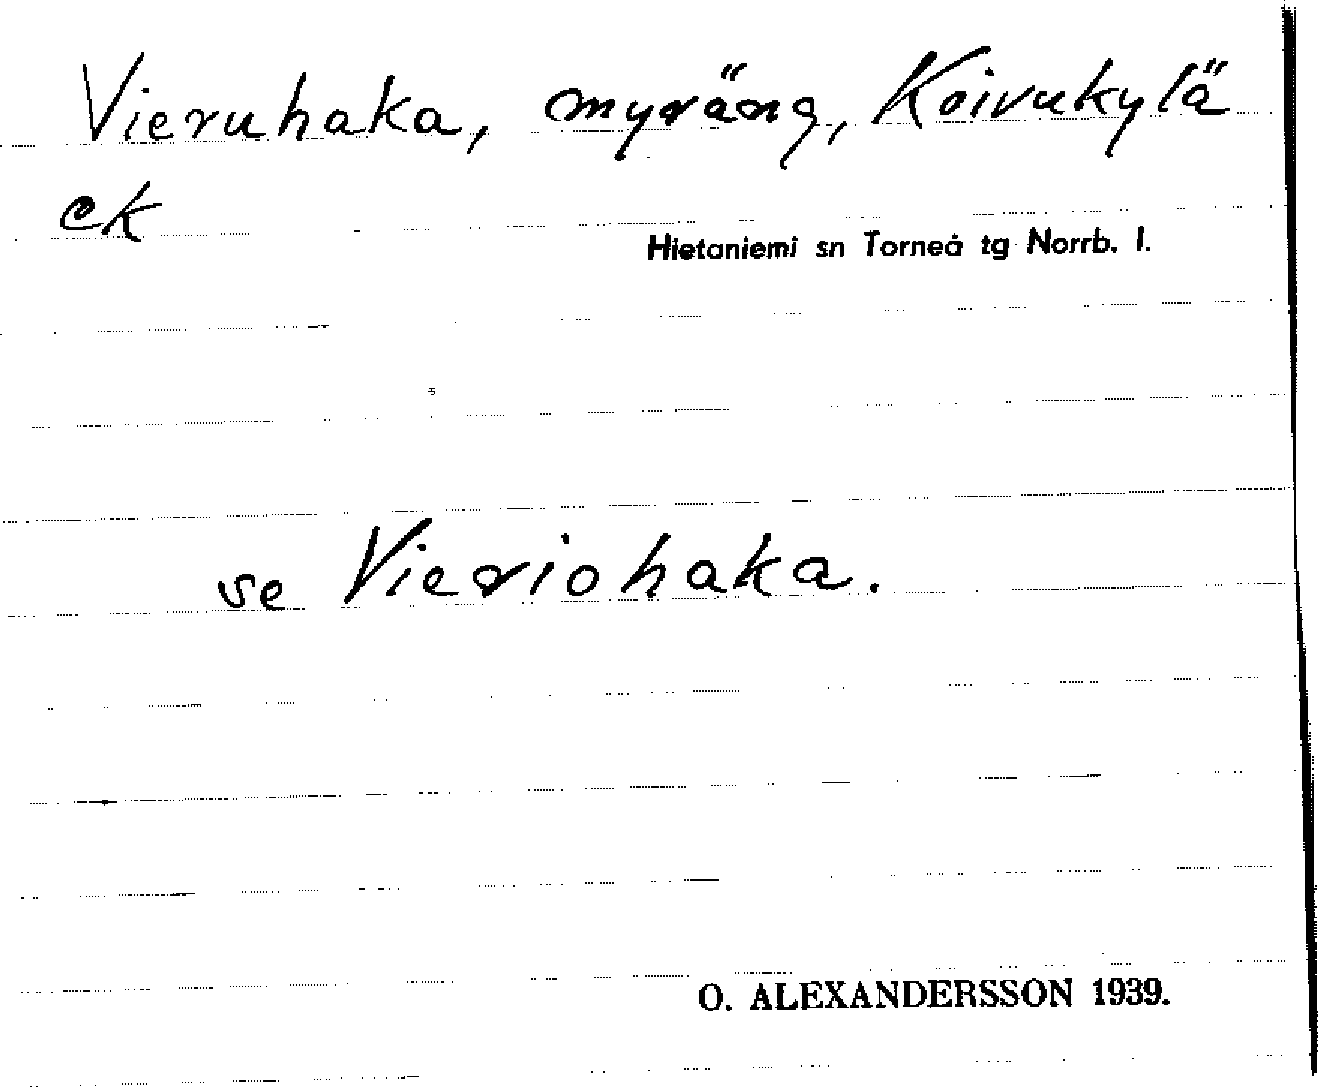 Vieruhaka, myräng, Koivukylä
ek
Hietaniemi sn Torneå tg Norrb. l.
se Vieriohaka.
O. ALEXANDERSSON 1939.